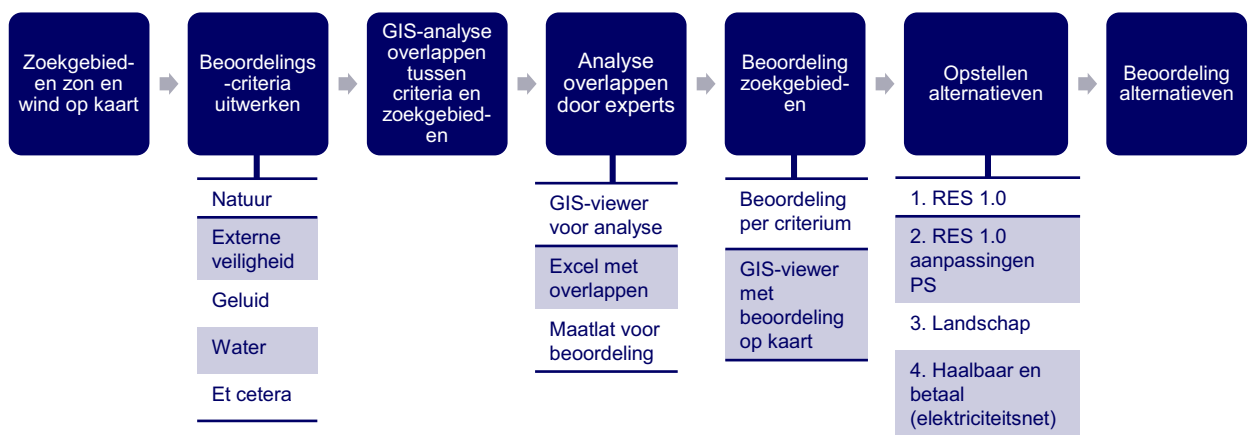 Zoekgebied-
en zon en
wind op kaart
Beoordelings
-criteria
uitwerken
GIS-analyse
overlappen
tussen
criteria en
zoekgebied-
en
Analyse
overlappen
door experts
Beoordeling
zoekgebied-
en
Opstellen
alternatieven
Beoordeling
alternatieven
Natuur
Externe
veiligheid
Geluid
Water
Et cetera
GIS-viewer
voor analyse
Excel met
overlappen
Maatlat voor
beoordeling
Beoordeling
per criterium
GIS-viewer
met
beoordeling
op kaart
1. RES 1.0
2. RES 1.0
aanpassingen
PS
3. Landschap
4. Haalbaar en
betaal
(elektriciteitsnet)